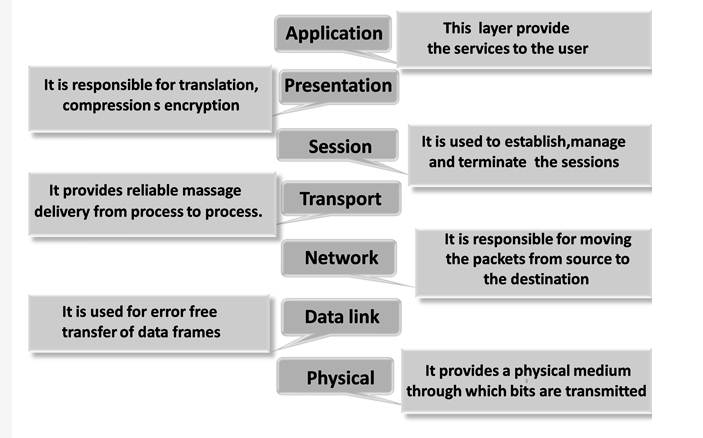 Application
This layer provide
the services to the user
Presentation
It is responsible for translation,
compression s encryption
Session
It is used to establish,manage
and terminate the sessions
Transport
It provides reliable massage
delivery from process to process.
Network
It is responsible for moving
the packets from source to
the destination
Data link
It is used for error free
transfer of data frames
Physical
It provides a physical medium
through which bits are transmitted